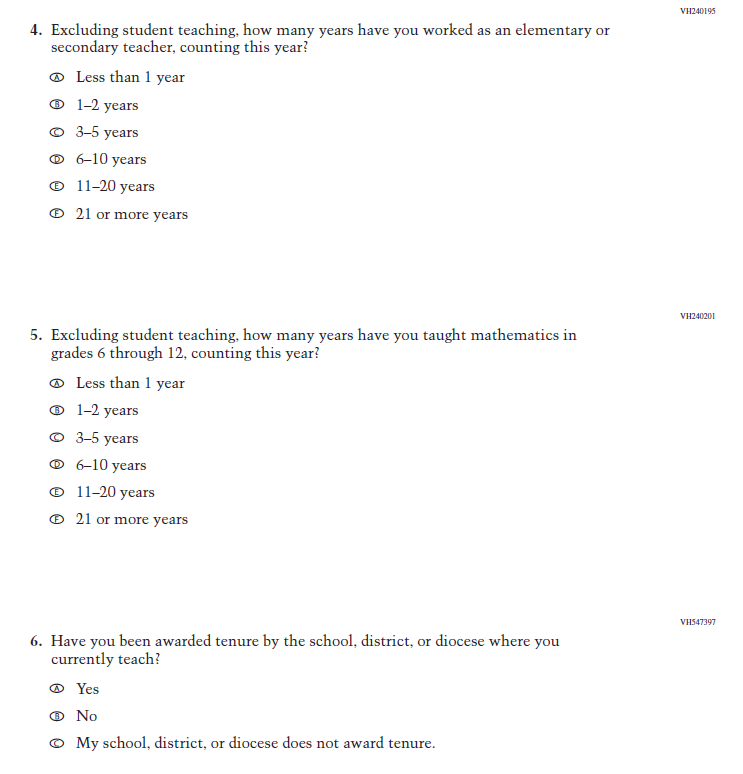 VH240195
4. Excluding student teaching, how many years have you worked as an elementary or
secondary teacher, counting this year?
Ⓐ Less than 1 year
Ⓑ 1–2 years
Ⓒ 3–5 years
Ⓓ 6–10 years
Ⓔ 11–20 years
Ⓕ 21 or more years
VH240201
5. Excluding student teaching, how many years have you taught mathematics in
grades 6 through 12, counting this year?
Ⓐ Less than 1 year
Ⓑ 1–2 years
Ⓒ 3–5 years
Ⓓ 6–10 years
Ⓔ 11–20 years
Ⓕ 21 or more years
VH547397
6. Have you been awarded tenure by the school, district, or diocese where you
currently teach?
Ⓐ Yes
Ⓑ No
Ⓒ My school, district, or diocese does not award tenure.